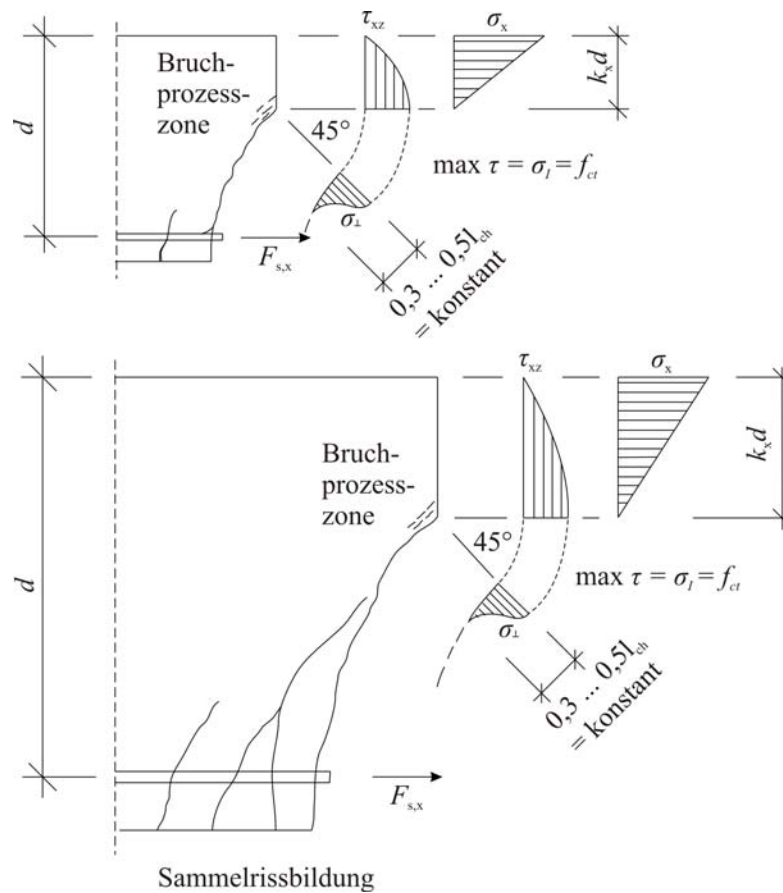 τxz
σx
Bruch-
prozess-
zone
kxd
d
45°
max τ = σI = fct
σ⊥
Fs,x
0,3 ... 0,5lch
= konstant
τxz
σx
Bruch-
prozess-
zone
kxd
45°
d
max τ = σI = fct
σ⊥
0,3 ... 0,5lch
= konstant
Fs,x
Sammelrissbildung